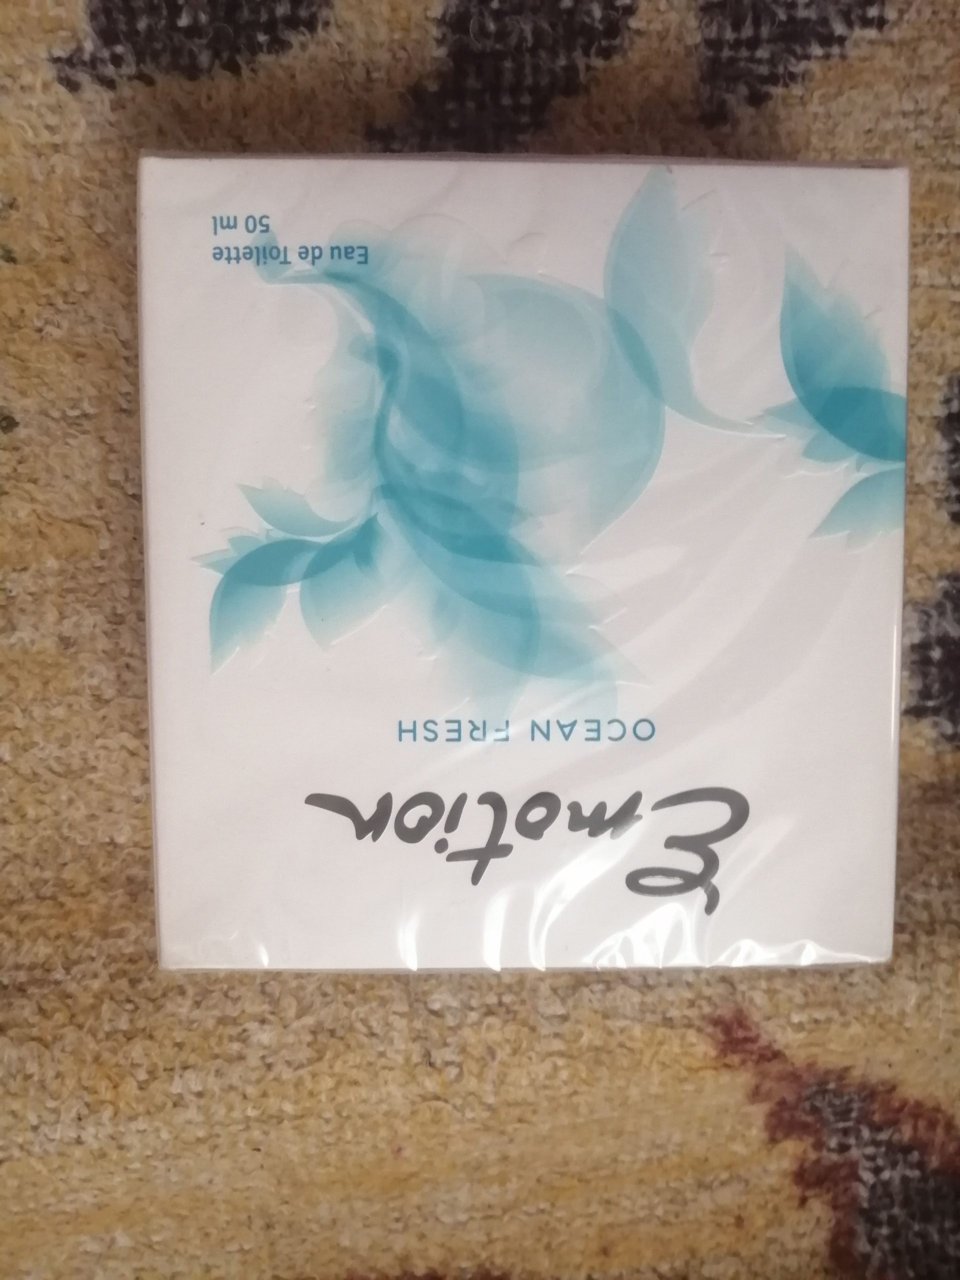 Emotion
OCEAN FRESH
Eau de Toilette
50 ml